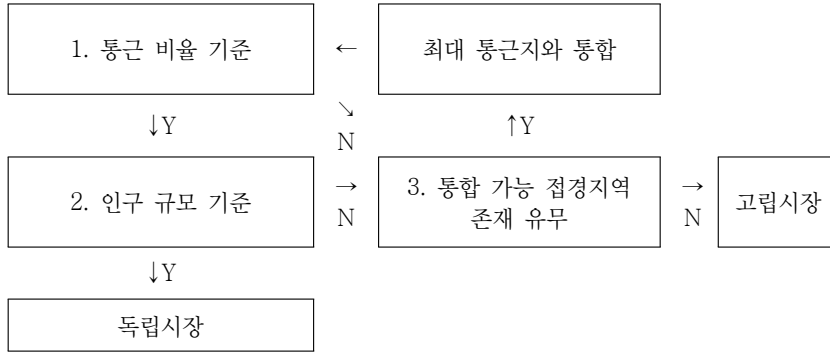 1. 통근 비율 기준
←
최대 통근지와 통합
↓Y
↘
N
↑Y
2. 인구 규모 기준
→
N
3. 통합 가능 접경지역
존재 유무
→
N
고립시장
↓Y
독립시장